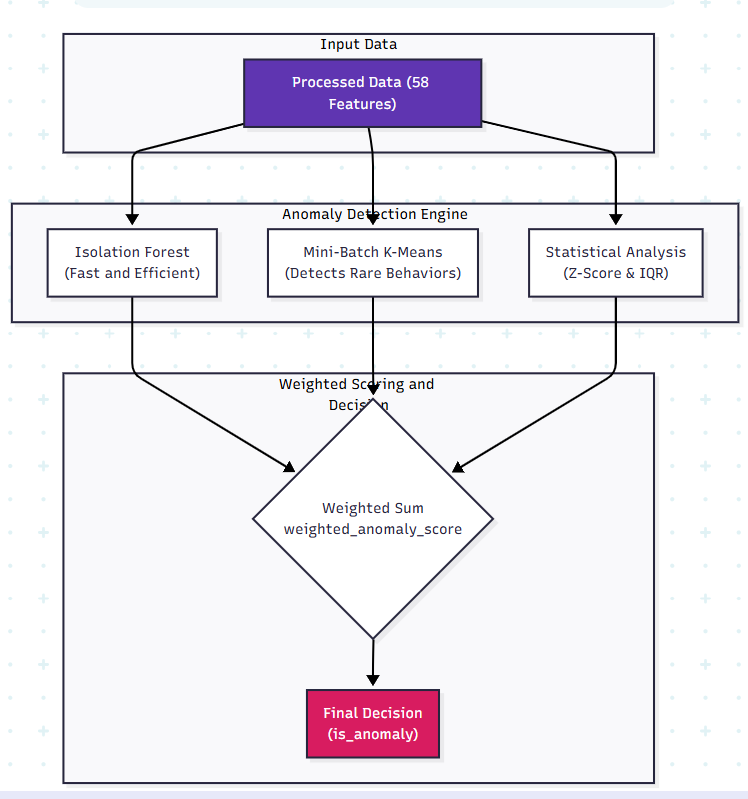 Input Data
Processed Data (58
Features)
Anomaly Detection Engine
Isolation Forest
(Fast and Efficient)
Mini-Batch K-Means
(Detects Rare Behaviors)
Statistical Analysis
(Z-Score & IQR)
Weighted Scoring and
Decision
Weighted Sum
weighted_anomaly_score
Final Decision
(is_anomaly)